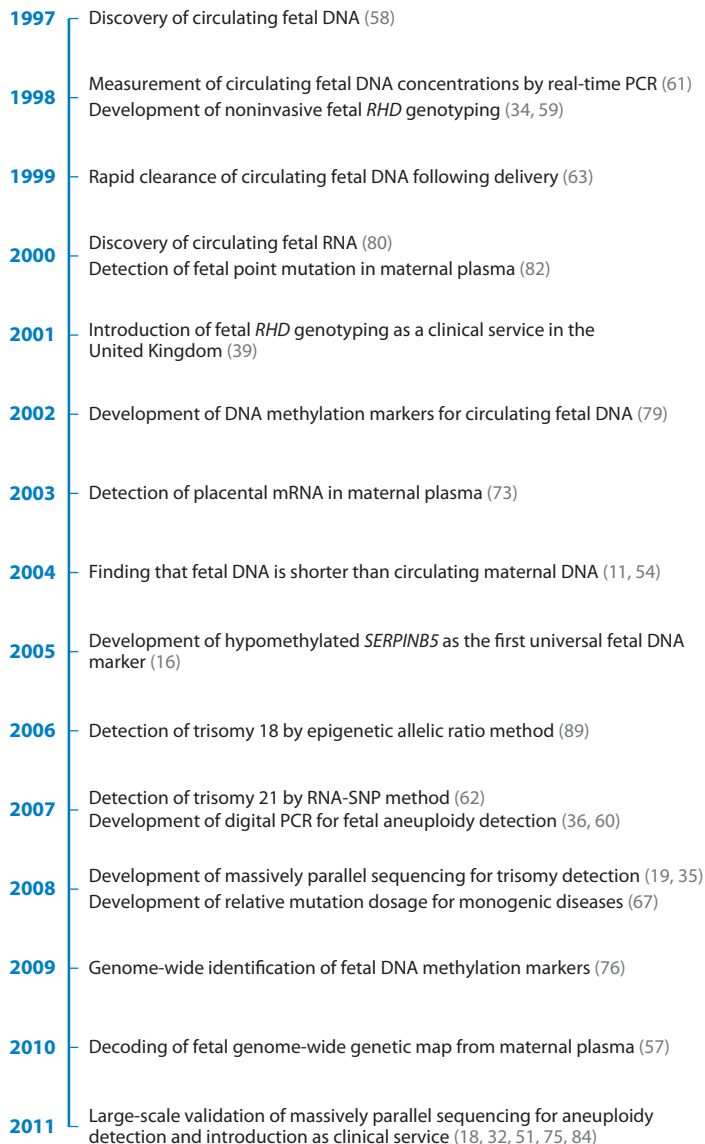 1997 Discovery of circulating fetal DNA (58)
Measurement of circulating fetal DNA concentrations by real-time PCR (61)
1998
Development of noninvasive fetal RHD genotyping (34, 59)
1999 Rapid clearance of circulating fetal DNA following delivery (63)
Discovery of circulating fetal RNA (80)
2000
Detection of fetal point mutation in maternal plasma (82)
2001
Introduction of fetal RHD genotyping as a clinical service in the
United Kingdom (39)
2002 Development of DNA methylation markers for circulating fetal DNA (79)
2003 Detection of placental mRNA in maternal plasma (73)
2004 Finding that fetal DNA is shorter than circulating maternal DNA (11, 54)
2005
Development of hypomethylated SERPINB5 as the first universal fetal DNA
marker (16)
2006 Detection of trisomy 18 by epigenetic allelic ratio method (89)
2007
Detection of trisomy 21 by RNA-SNP method (62)
Development of digital PCR for fetal aneuploidy detection (36, 60)
2008
Development of massively parallel sequencing for trisomy detection (19, 35)
Development of relative mutation dosage for monogenic diseases (67)
2009 Genome-wide identification of fetal DNA methylation markers (76)
2010 Decoding of fetal genome-wide genetic map from maternal plasma (57)
2011
Large-scale validation of massively parallel sequencing for aneuploidy
detection and introduction as clinical service (18, 32, 51, 75, 84)